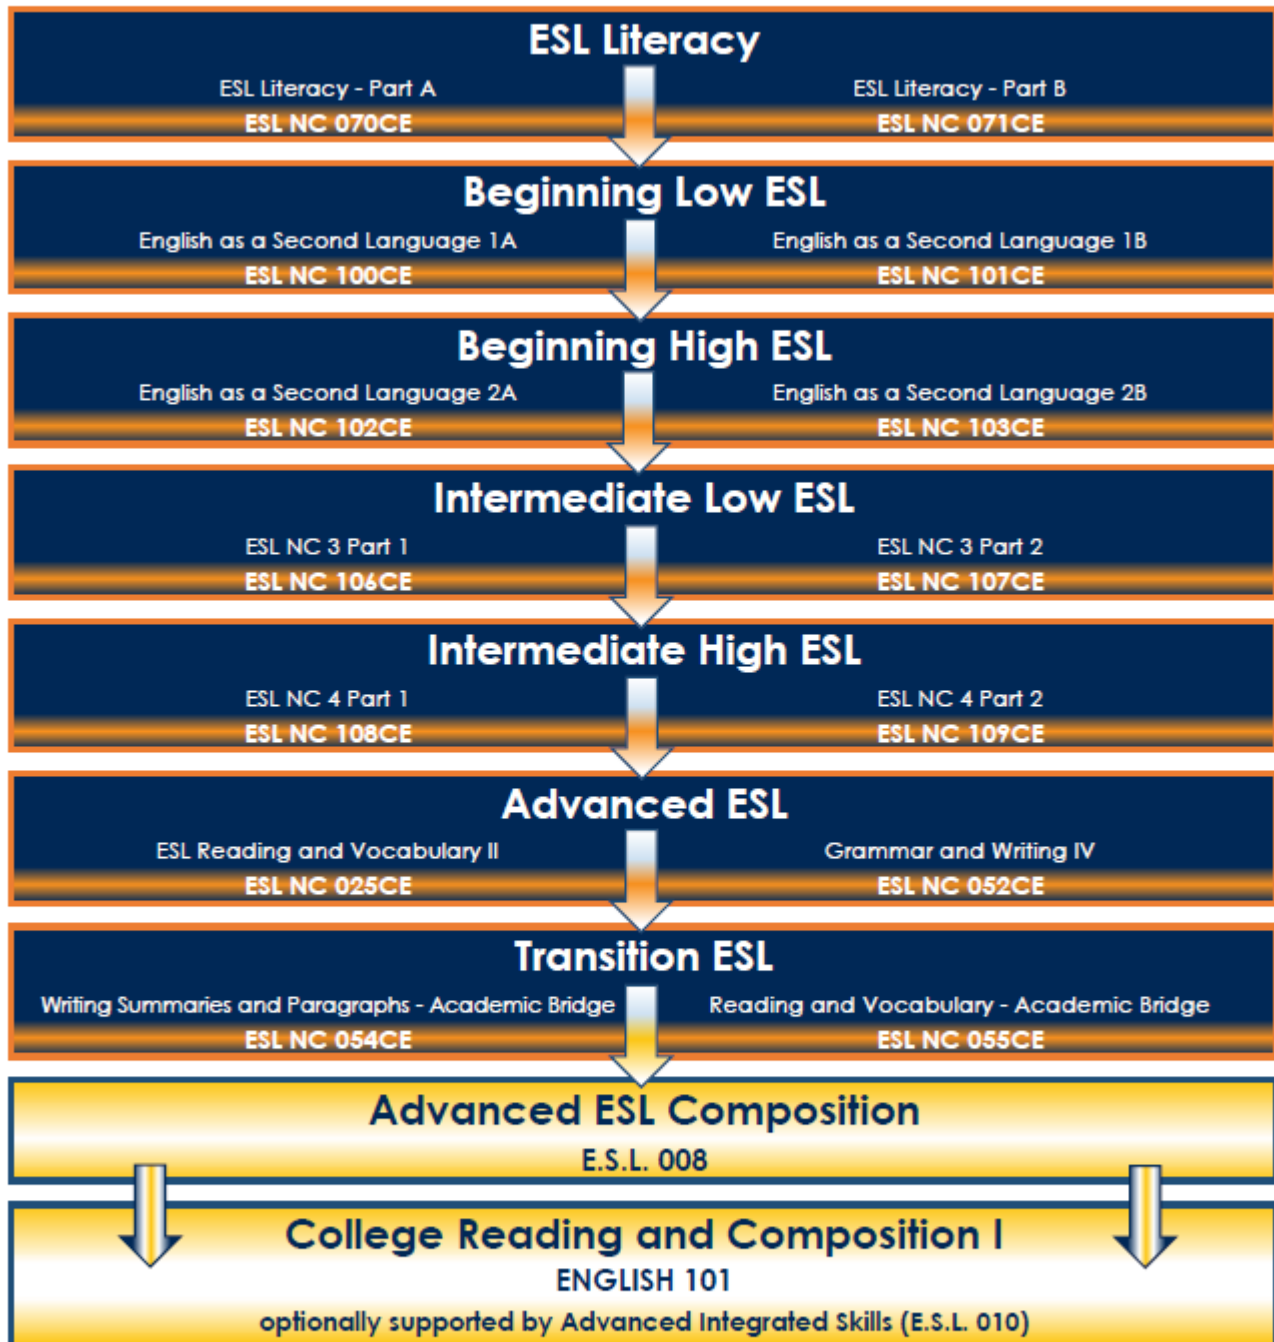 ESL Literacy
ESL Literacy - Part A
ESL NC 070CE
ESL Literacy - Part B
ESL NC 071CE
Beginning Low ESL
English as a Second Language 1A
ESL NC 100CE
English as a Second Language 1B
ESL NC 101CE
Beginning High ESL
English as a Second Language 2A
ESL NC 102CE
English as a Second Language 2B
ESL NC 103CE
Intermediate Low ESL
ESL NC 3 Part 1
ESL NC 106CE
ESL NC 3 Part 2
ESL NC 107CE
Intermediate High ESL
ESL NC 4 Part 1
ESL NC 108CE
ESL NC 4 Part 2
ESL NC 109CE
Advanced ESL
ESL Reading and Vocabulary II
ESL NC 025CE
Grammar and Writing IV
ESL NC 052CE
Transition ESL
Writing Summaries and Paragraphs - Academic Bridge
ESL NC 054CE
Reading and Vocabulary - Academic Bridge
ESL NC 055CE
Advanced ESL Composition
E.S.L. 008
College Reading and Composition I
ENGLISH 101
optionally supported by Advanced Integrated Skills (E.S.L. 010)